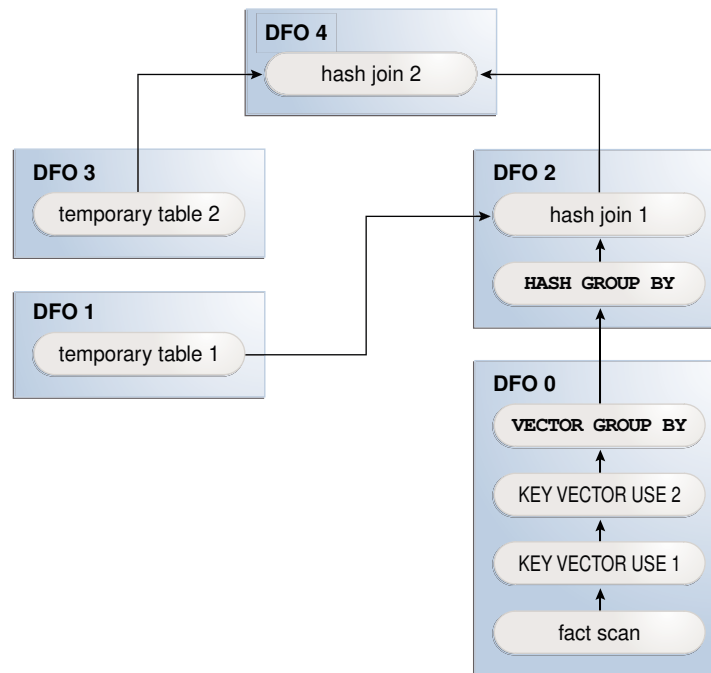 DFO 4
hash join 2
DFO 3
temporary table 2
DFO 2
hash join 1
HASH GROUP BY
DFO 1
temporary table 1
DFO 0
VECTOR GROUP BY
KEY VECTOR USE 2
KEY VECTOR USE 1
fact scan